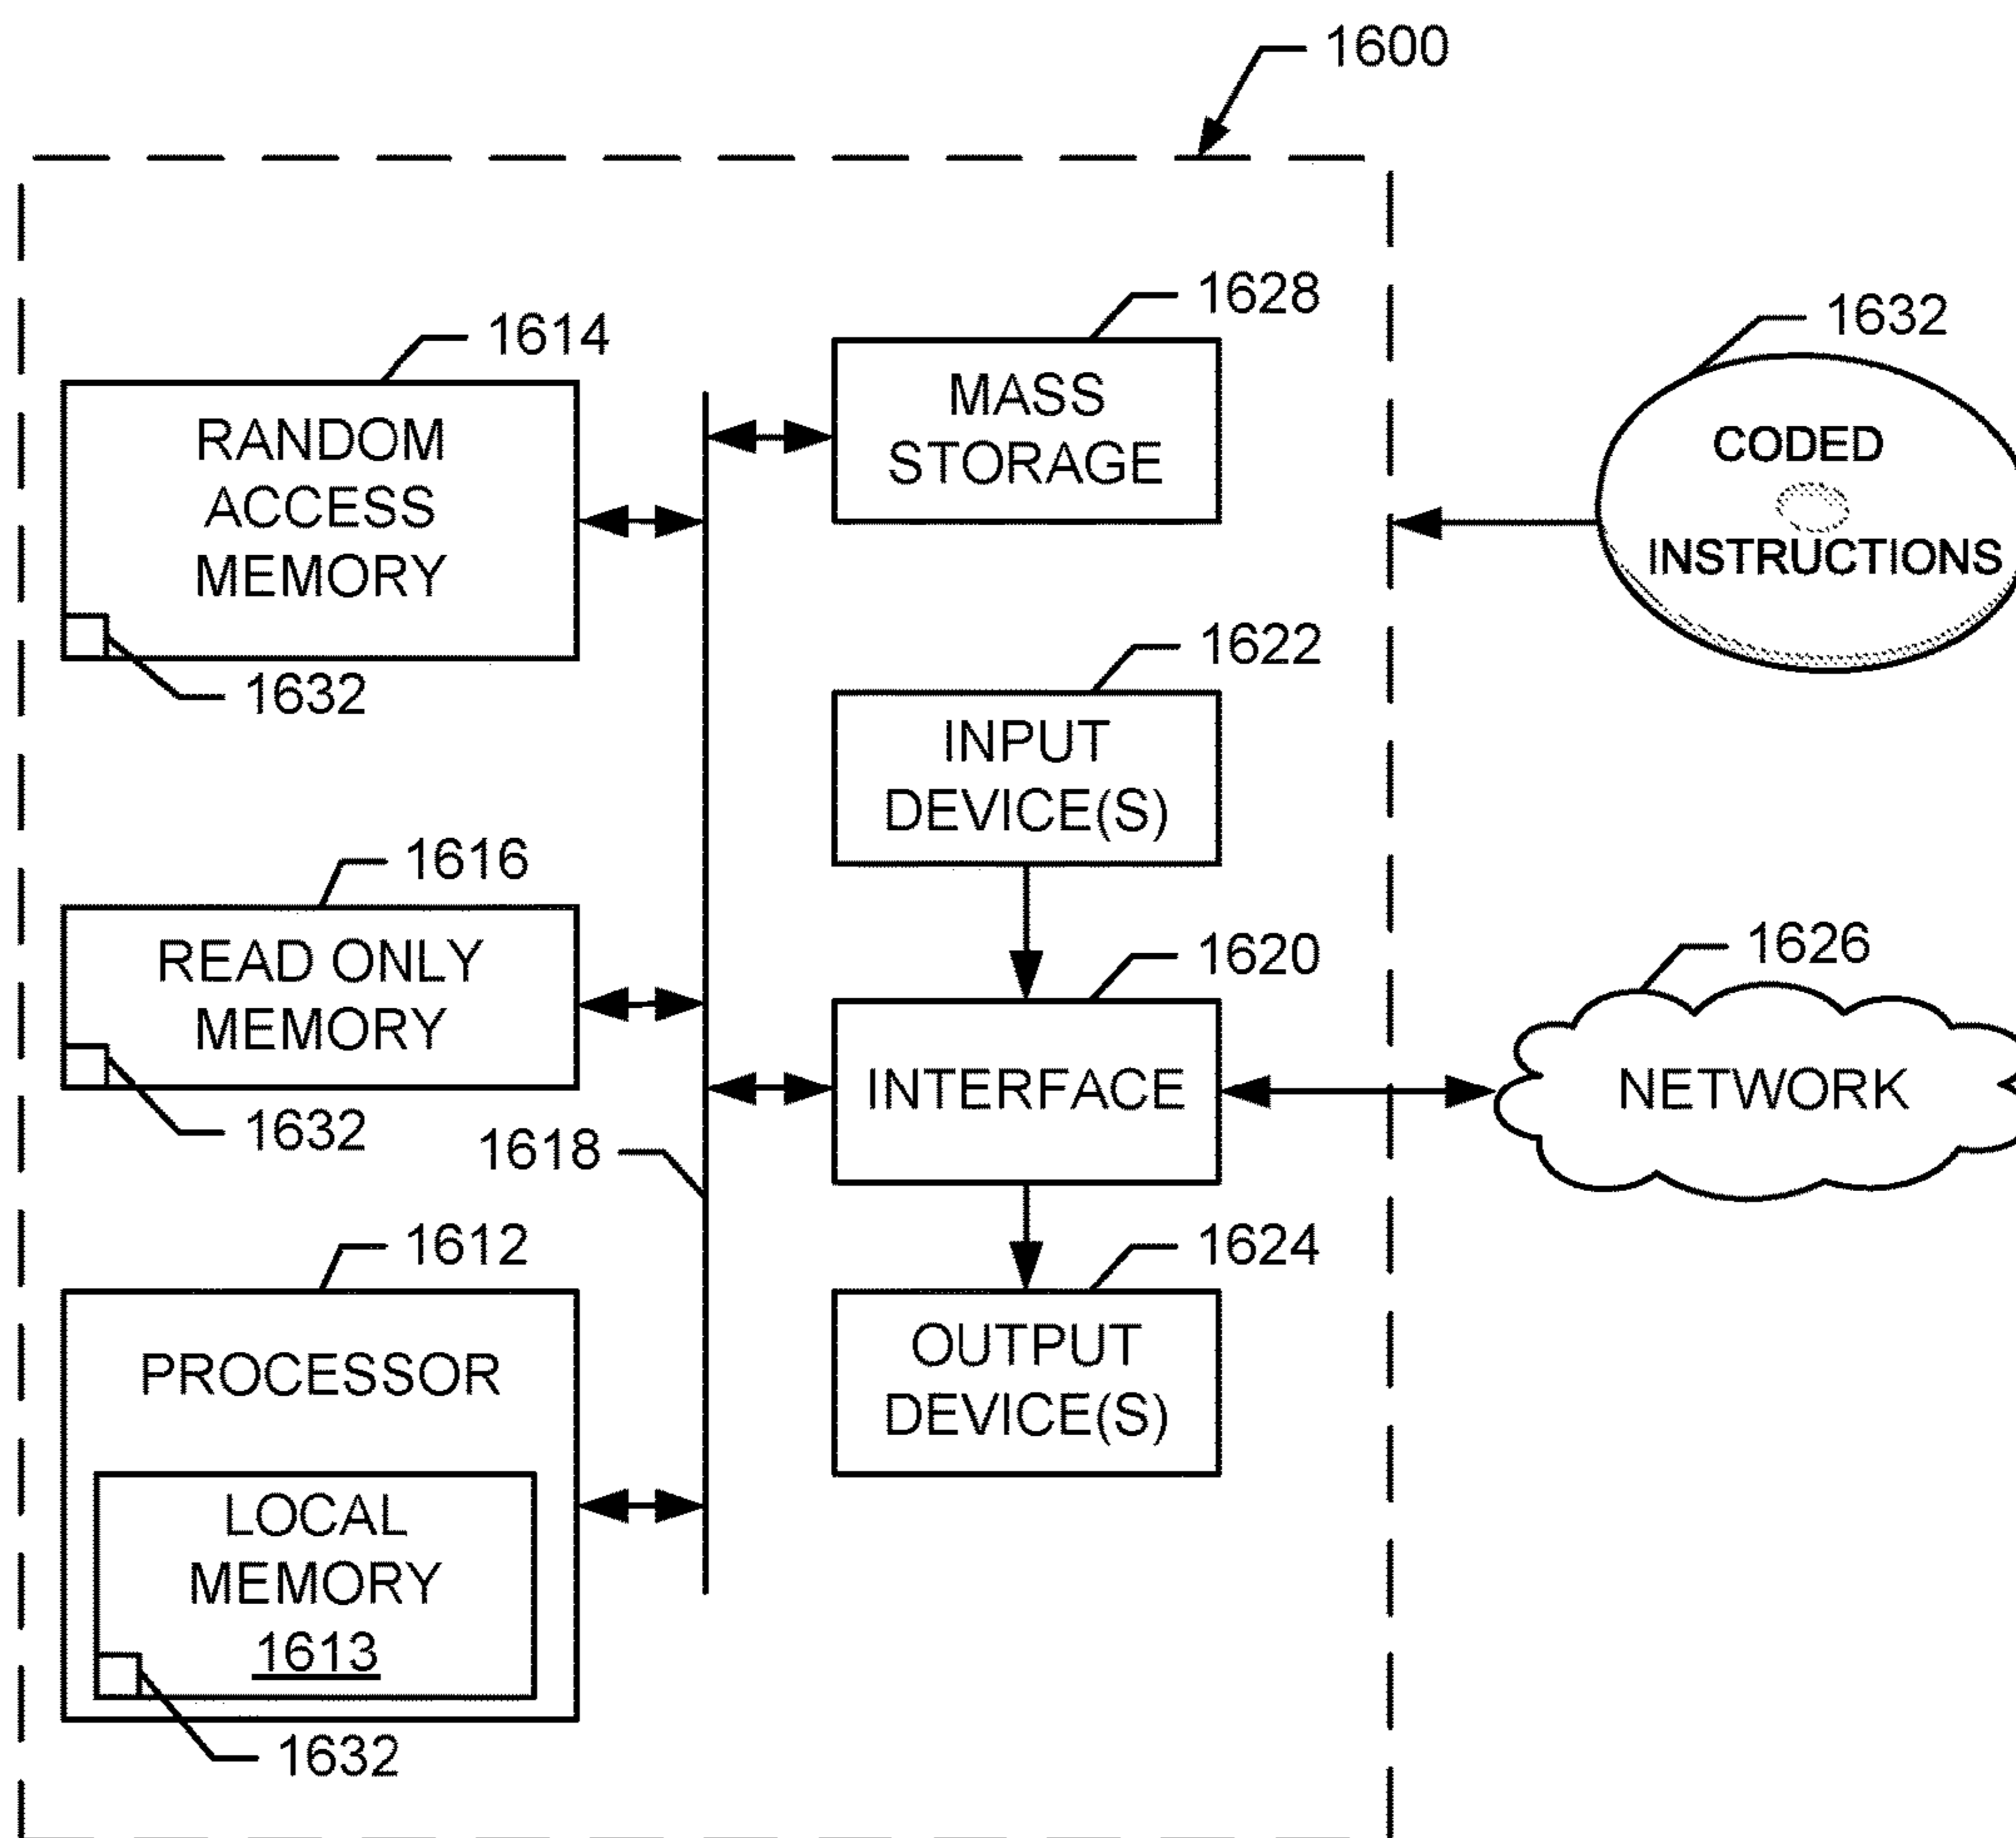 1600
1628
MASS
STORAGE
1614
RANDOM
ACCESS
MEMORY
1632
1632
CODED
INSTRUCTIONS
1622
INPUT
DEVICE(S)
1616
READ ONLY
MEMORY
1632
1618
1620
INTERFACE
1626
NETWORK
1612
PROCESSOR
LOCAL
MEMORY
1613
1632
1624
OUTPUT
DEVICE(S)